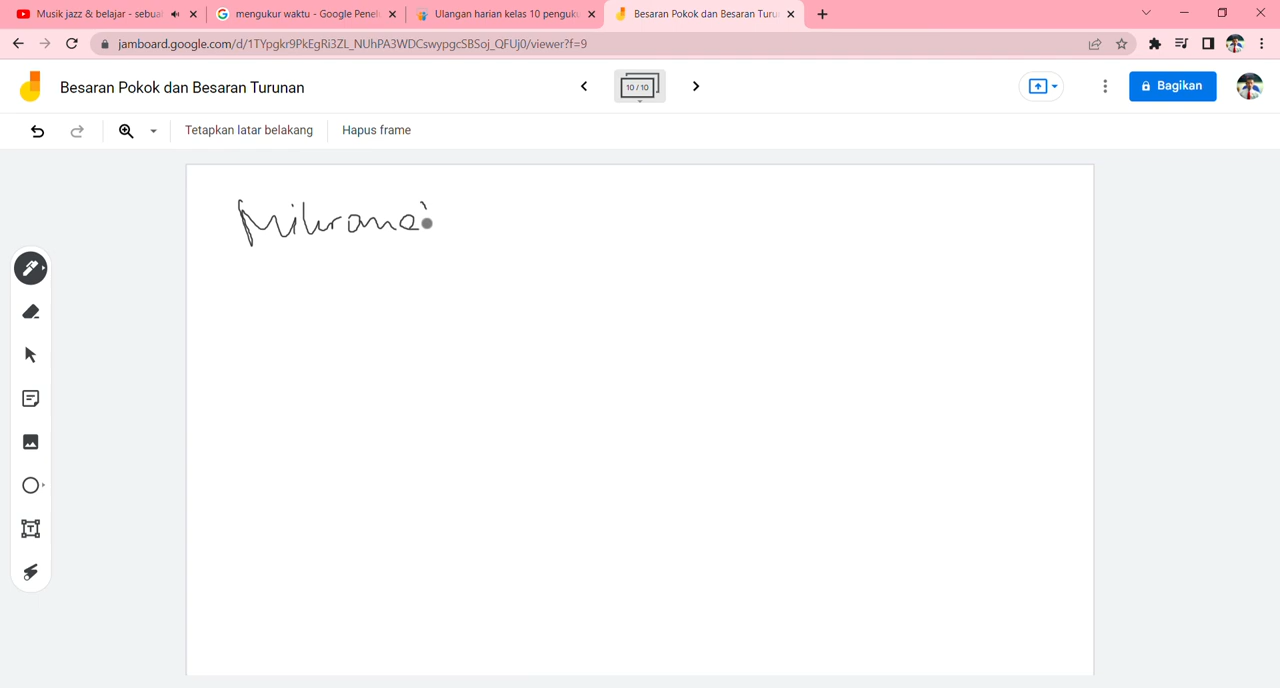 Musik jazz & belajar - sebua
mengukur waktu - Google Penel
Ulangan harian kelas 10 penguku
Besaran Pokok dan Besaran Turu
jamboard.google.com/d/1TYpgkr9PkEgRi3ZL_NUhPA3WDCswypgcSBSoj_QFUj0/viewer?f=9
Besaran Pokok dan Besaran Turunan
10 / 10
Bagikan
Tetapkan latar belakang
Hapus frame